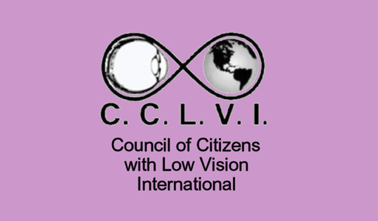 C. C. L. V. I.
Council of Citizens
with Low Vision
International